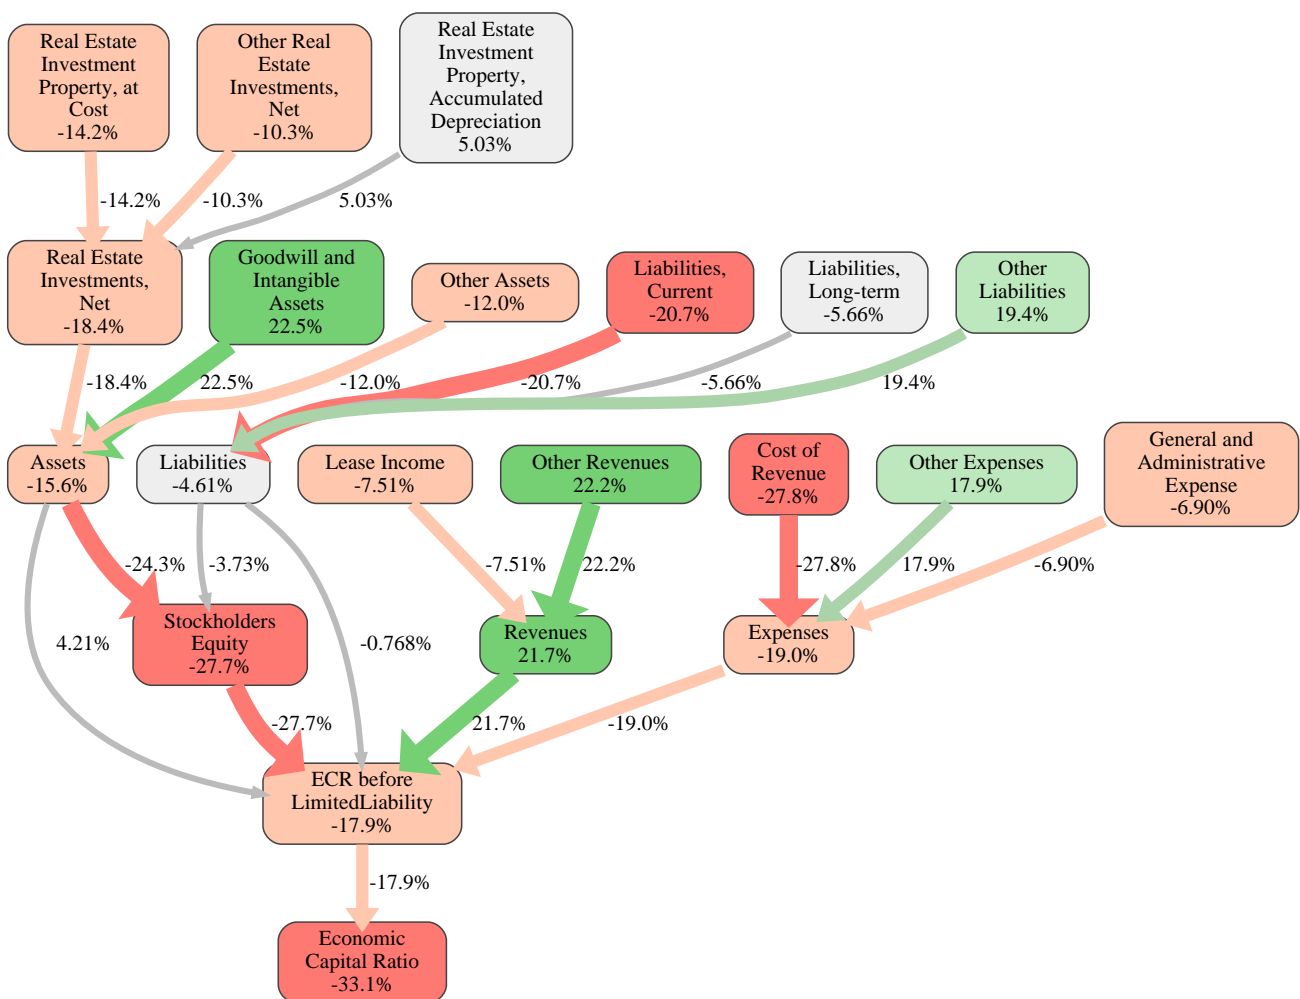 Real Estate
Investment
Property, at
Cost
-14.2%
Other Real
Estate
Investments,
Net
-10.3%
Real Estate
Investment
Property,
Accumulated
Depreciation
5.03%
-14.2%
-10.3%
5.03%
Real Estate
Investments,
Net
-18.4%
Goodwill and
Intangible
Assets
22.5%
Other Assets
-12.0%
Liabilities,
Current
-20.7%
Liabilities,
Long-term
-5.66%
Other
Liabilities
19.4%
-18.4%
22.5%
-12.0%
-20.7%
-5.66%
19.4%
Assets
-15.6%
Liabilities
-4.61%
Lease Income
-7.51%
Other Revenues
22.2%
Cost of
Revenue
-27.8%
Other Expenses
17.9%
General and
Administrative
Expense
-6.90%
-24.3%
-3.73%
-7.51%
22.2%
-27.8%
17.9%
-6.90%
Stockholders
Equity
-27.7%
4.21%
-0.768%
Revenues
21.7%
Expenses
-19.0%
-27.7%
21.7%
-19.0%
ECR before
LimitedLiability
-17.9%
-17.9%
Economic
Capital Ratio
-33.1%